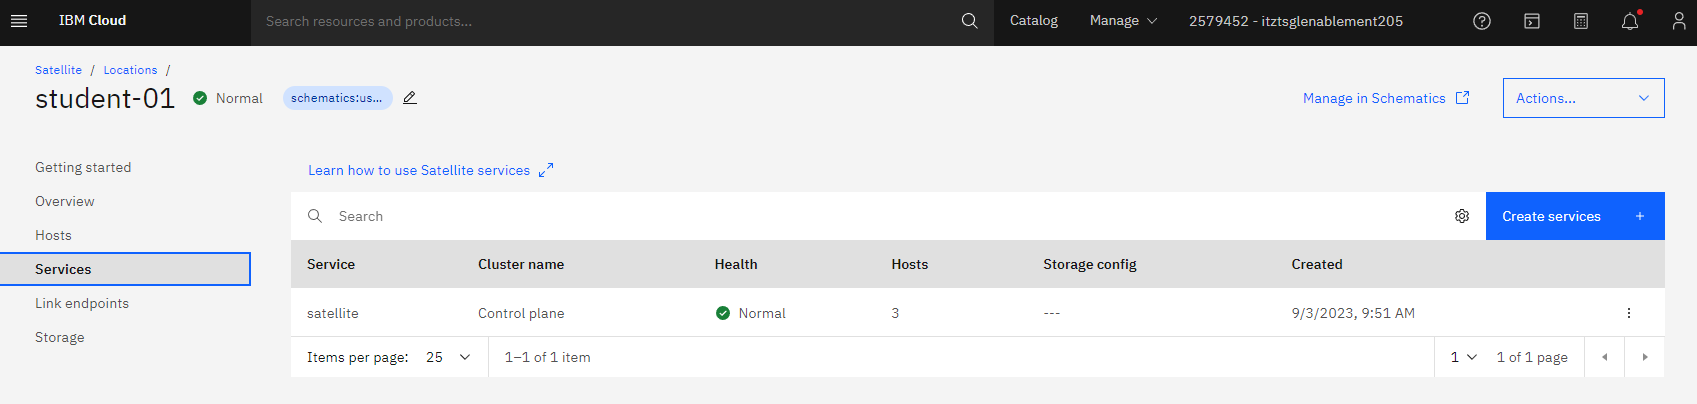 IBM Cloud Search resources and products... Catalog Manage 2579452 - itztsglenablement205
Satellite / Locations /
student-01 Normal schematics:us... Manage in Schematics Actions...
Getting started
Overview
Hosts
Services
Link endpoints
Storage
Learn how to use Satellite services
Search Create services +
Service Cluster name Health Hosts Storage config Created
satellite Control plane Normal 3 --- 9/3/2023, 9:51 AM
Items per page: 25 1–1 of 1 item 1 1 of 1 page